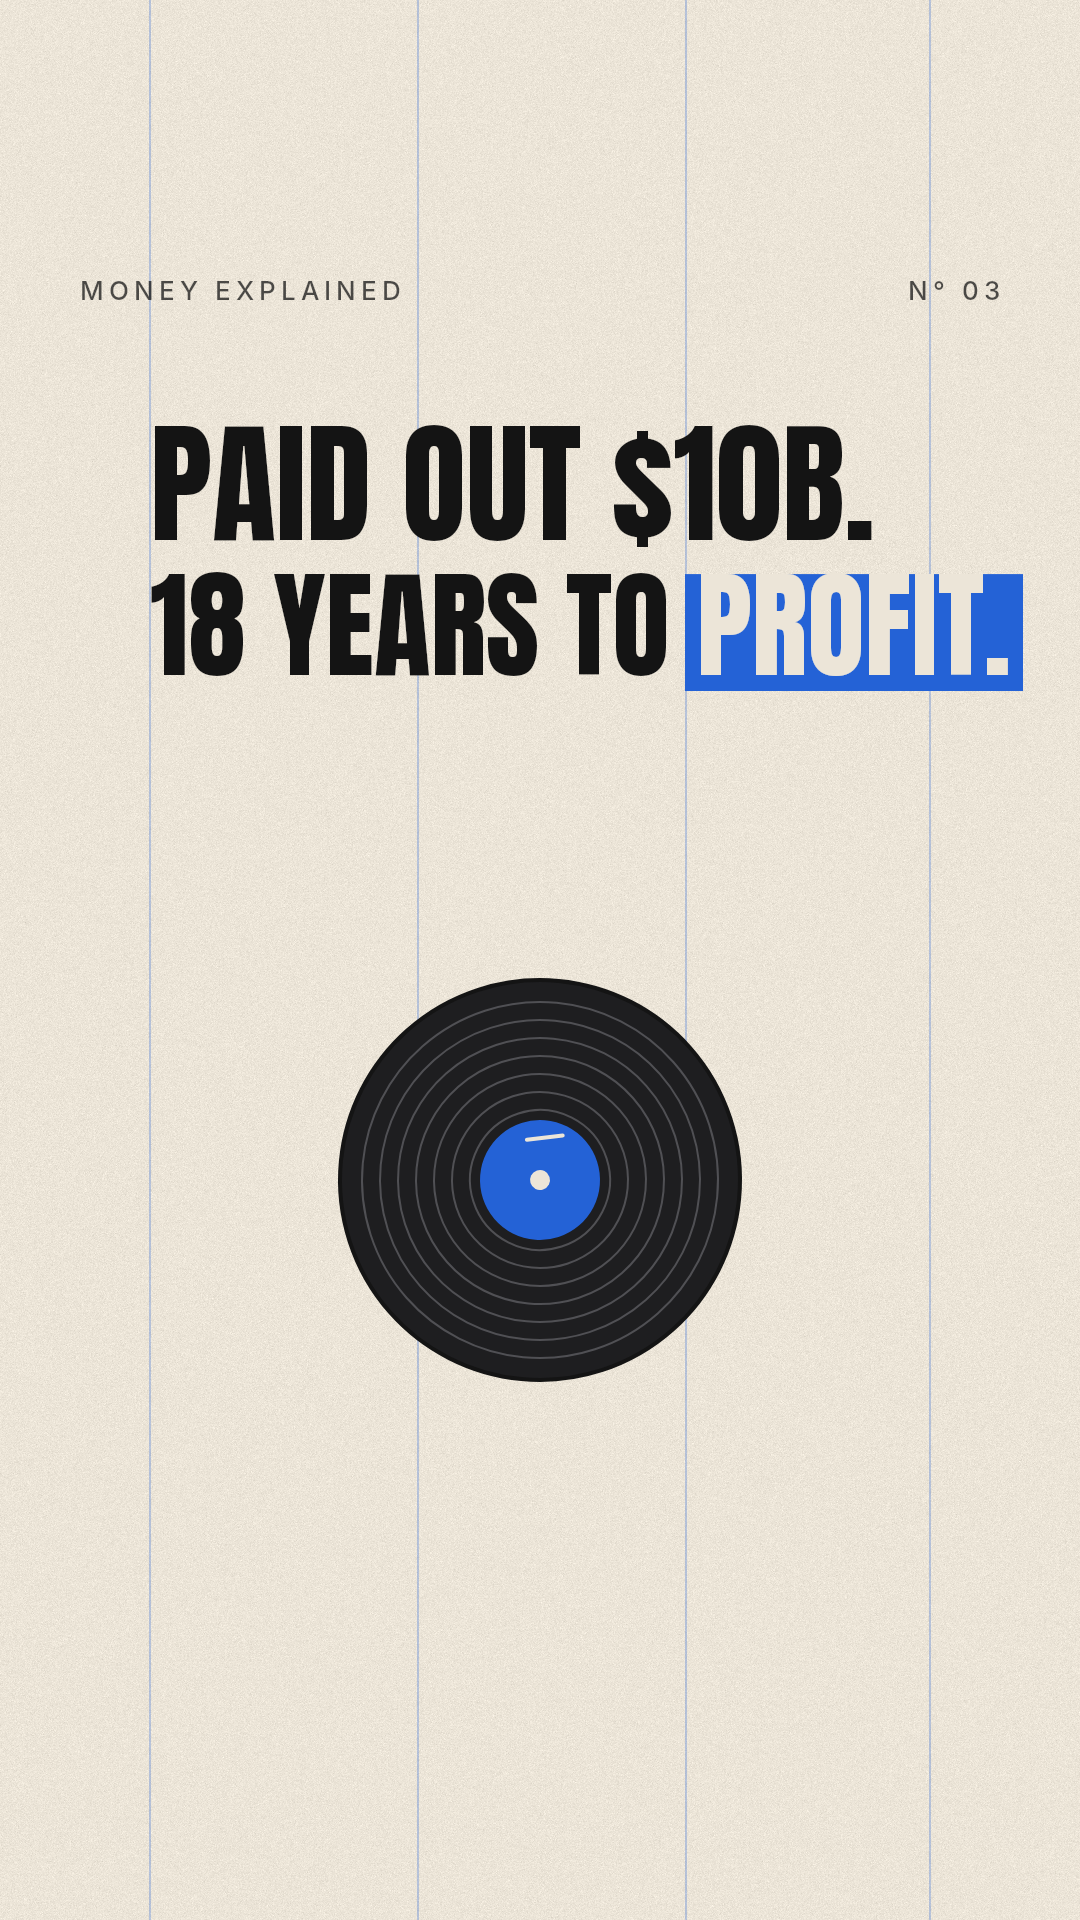 MONEY EXPLAINED
N° 03
PAID OUT $10B.
18 YEARS TO PROFIT.